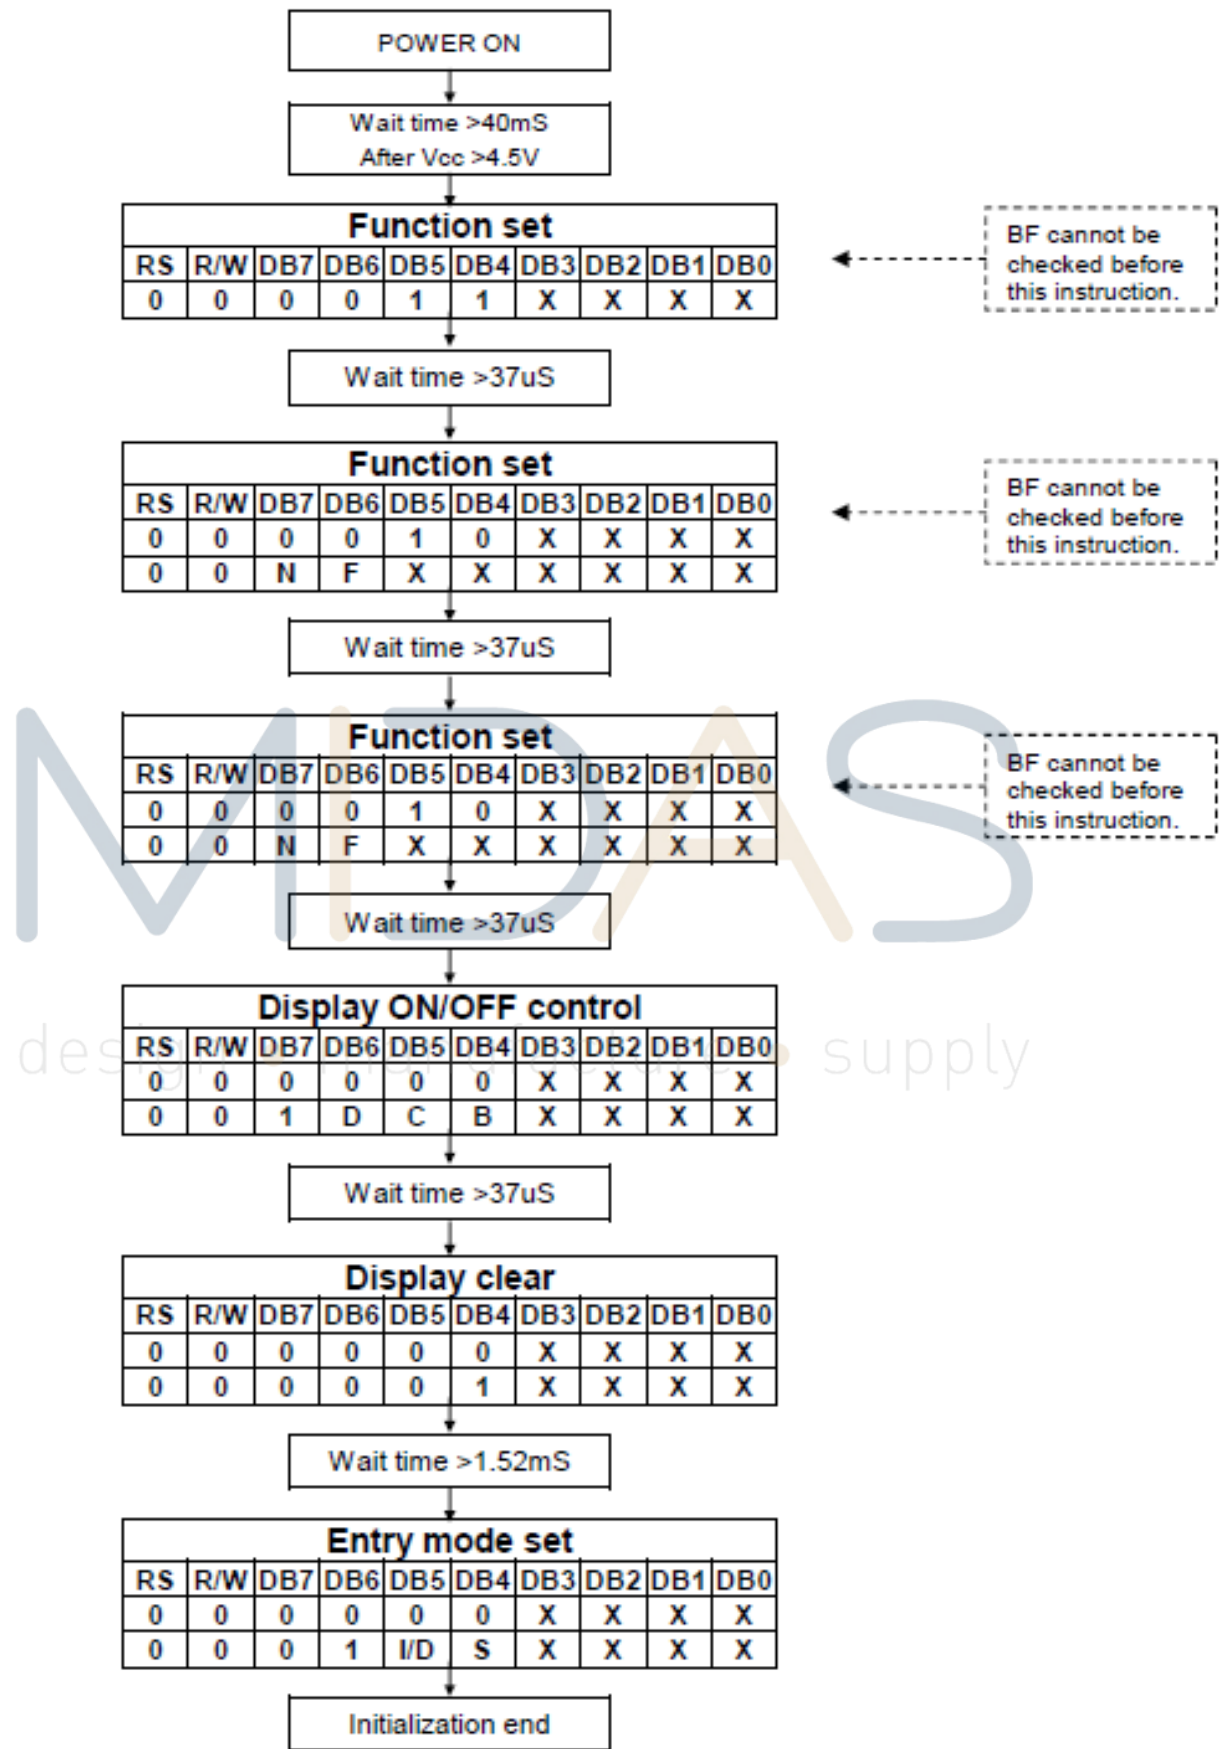 POWER ON
Wait time >40mS
After Vcc >4.5V
Function set
RS R/W DB7 DB6 DB5 DB4 DB3 DB2 DB1 DB0
0 0 0 0 1 1 X X X X
BF cannot be
checked before
this instruction.
Wait time >37uS
Function set
RS R/W DB7 DB6 DB5 DB4 DB3 DB2 DB1 DB0
0 0 0 0 1 0 X X X X
0 0 N F X X X X X X
BF cannot be
checked before
this instruction.
Wait time >37uS
Function set
RS R/W DB7 DB6 DB5 DB4 DB3 DB2 DB1 DB0
0 0 0 0 1 0 X X X X
0 0 N F X X X X X X
BF cannot be
checked before
this instruction.
MIDAS
Wait time >37uS
Display ON/OFF control
RS R/W DB7 DB6 DB5 DB4 DB3 DB2 DB1 DB0
design • manufacture • supply
0 0 0 0 0 0 X X X X
0 0 1 D C B X X X X
Wait time >37uS
Display clear
RS R/W DB7 DB6 DB5 DB4 DB3 DB2 DB1 DB0
0 0 0 0 0 0 X X X X
0 0 0 0 0 1 X X X X
Wait time >1.52mS
Entry mode set
RS R/W DB7 DB6 DB5 DB4 DB3 DB2 DB1 DB0
0 0 0 0 0 0 X X X X
0 0 0 1 I/D S X X X X
Initialization end